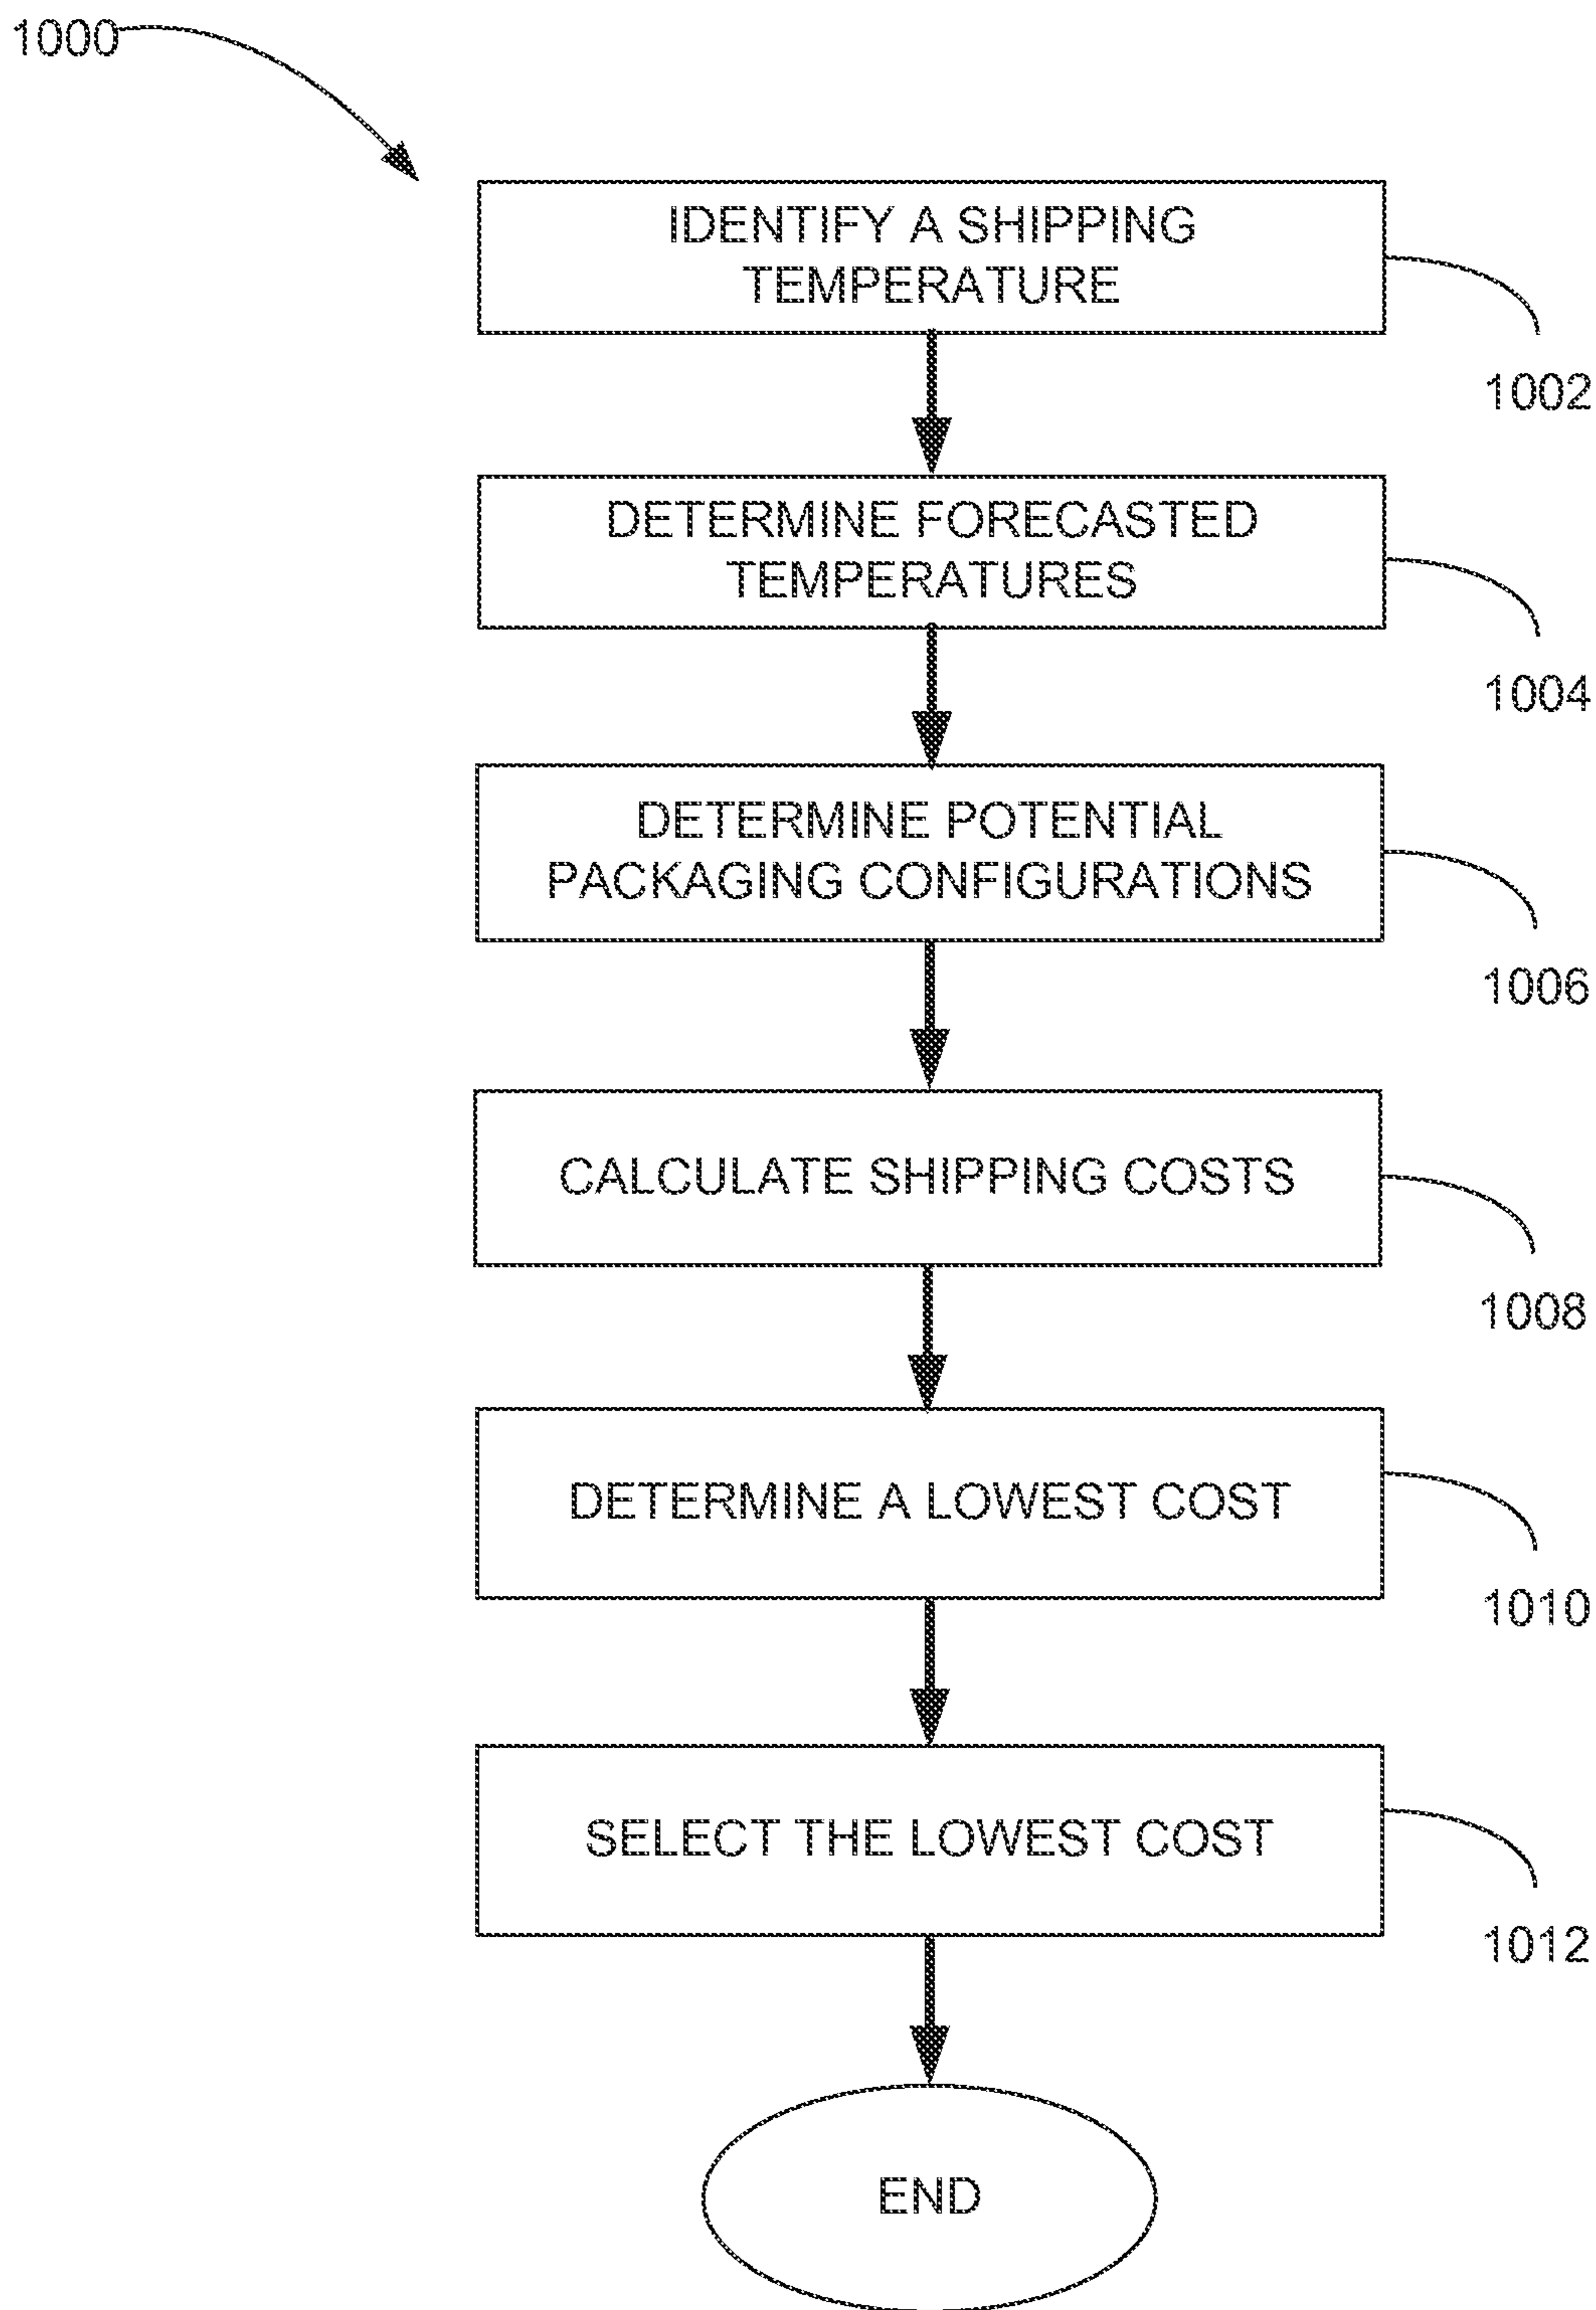 1000
IDENTIFY A SHIPPING
TEMPERATURE
1002
DETERMINE FORECASTED
TEMPERATURES
1004
DETERMINE POTENTIAL
PACKAGING CONFIGURATIONS
1006
CALCULATE SHIPPING COSTS
1008
DETERMINE A LOWEST COST
1010
SELECT THE LOWEST COST
1012
END